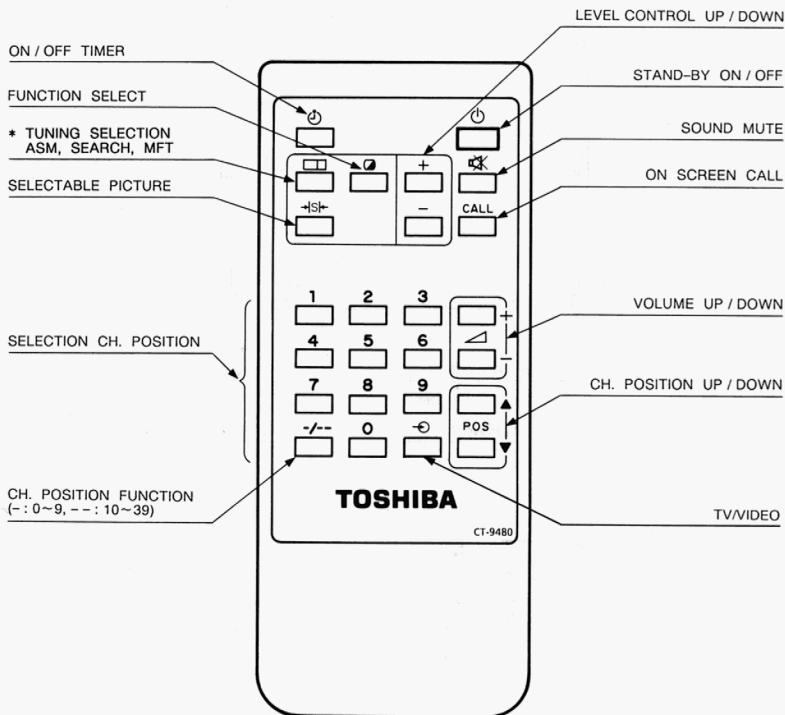 LEVEL CONTROL UP / DOWN
ON / OFF TIMER
STAND-BY ON / OFF
FUNCTION SELECT
SOUND MUTE
* TUNING SELECTION
ASM, SEARCH, MFT
ON SCREEN CALL
SELECTABLE PICTURE
+
S
- CALL
1 2 3
VOLUME UP / DOWN
+
SELECTION CH. POSITION
4 5 6
-
7 8 9
CH. POSITION UP / DOWN
-/-- 0 POS
CH. POSITION FUNCTION
(- : 0~9, - - : 10~39)
TOSHIBA
TV/VIDEO
CT-9480